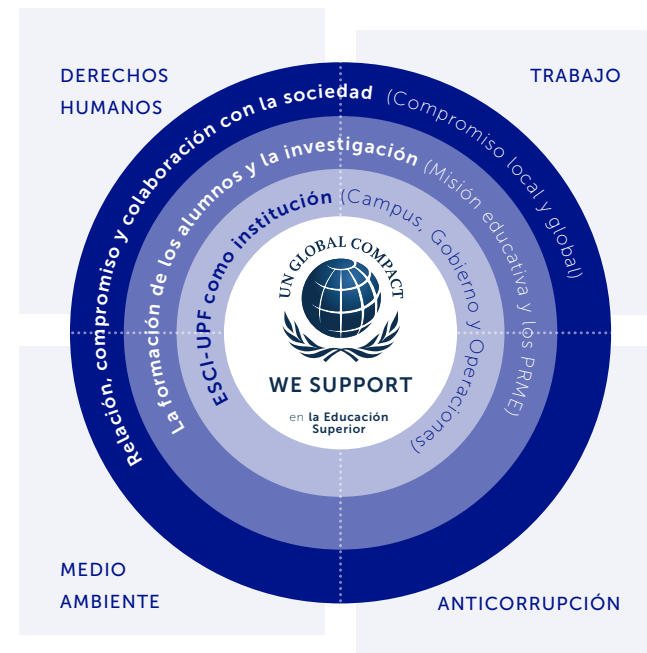 DERECHOS
HUMANOS
TRABAJO
Relación, compromiso y colaboración con la sociedad (Compromiso local y global)
La formación de los alumnos y la investigación (Misión educativa y los PRME)
ESCI-UPF como institución (Campus, Gobierno y Operaciones)
UN GLOBAL COMPACT
WE SUPPORT
en la Educación
Superior
MEDIO
AMBIENTE
ANTICORRUPCIÓN